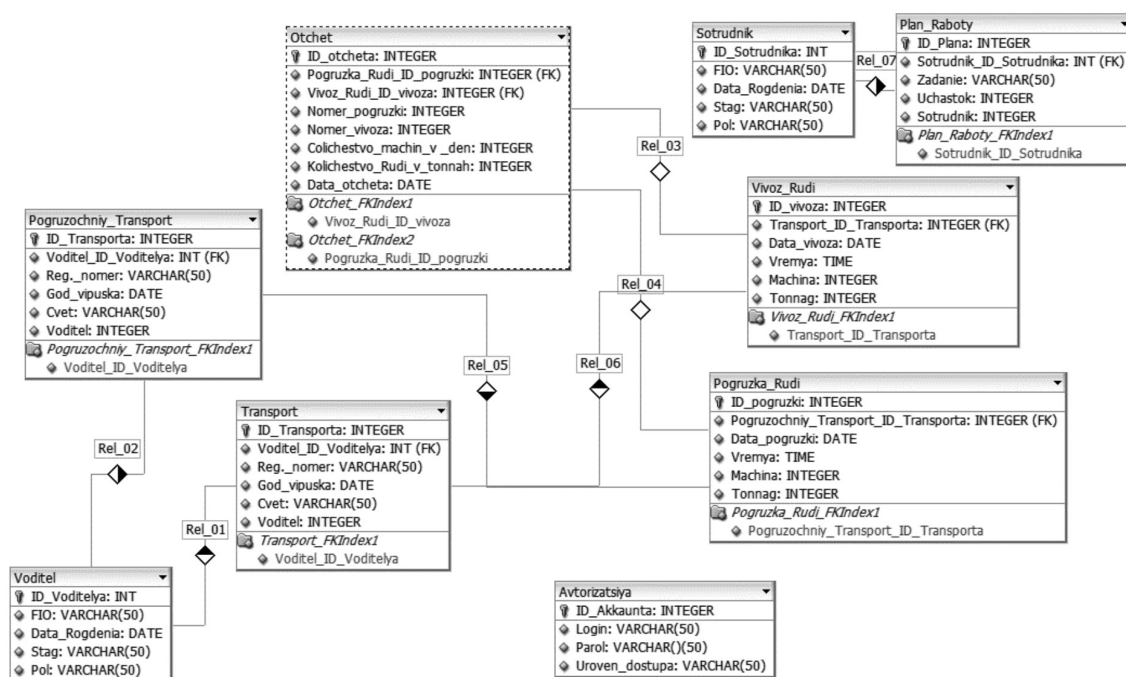 Otchet
ID_otcheta: INTEGER
Pogruzka_Rudi_ID_pogruzki: INTEGER (FK)
Vivoz_Rudi_ID_vivoza: INTEGER (FK)
Nomer_pogruzki: INTEGER
Nomer_vivoza: INTEGER
Colichestvo_machin_v _den: INTEGER
Kolichestvo_Rudi_v_tonnah: INTEGER
Data_otcheta: DATE
Otchet_FKIndex1
Vivoz_Rudi_ID_vivoza
Otchet_FKIndex2
Pogruzka_Rudi_ID_pogruzki
Sotrudnik
ID_Sotrudnika: INT
FIO: VARCHAR(50)
Data_Rogdenia: DATE
Stag: VARCHAR(50)
Pol: VARCHAR(50)
Rel_07
Plan_Raboty
ID_Plana: INTEGER
Sotrudnik_ID_Sotrudnika: INT (FK)
Zadanie: VARCHAR(50)
Uchastok: INTEGER
Sotrudnik: INTEGER
Plan_Raboty_FKIndex1
Sotrudnik_ID_Sotrudnika
Rel_03
Vivoz_Rudi
ID_vivoza: INTEGER
Transport_ID_Transporta: INTEGER (FK)
Data_vivoza: DATE
Vremya: TIME
Machina: INTEGER
Tonnag: INTEGER
Vivoz_Rudi_FKIndex1
Transport_ID_Transporta
Pogruzochniy_Transport
ID_Transporta: INTEGER
Voditel_ID_Voditelya: INT (FK)
Reg._nomer: VARCHAR(50)
God_vipuska: DATE
Cvet: VARCHAR(50)
Voditel: INTEGER
Pogruzochniy_Transport_FKIndex1
Voditel_ID_Voditelya
Rel_04
Rel_05
Rel_06
Pogruzka_Rudi
ID_pogruzki: INTEGER
Pogruzochniy_Transport_ID_Transporta: INTEGER (FK)
Data_pogruzki: DATE
Vremya: TIME
Machina: INTEGER
Tonnag: INTEGER
Pogruzka_Rudi_FKIndex1
Pogruzochniy_Transport_ID_Transporta
Transport
ID_Transporta: INTEGER
Voditel_ID_Voditelya: INT (FK)
Reg._nomer: VARCHAR(50)
God_vipuska: DATE
Cvet: VARCHAR(50)
Voditel: INTEGER
Transport_FKIndex1
Voditel_ID_Voditelya
Rel_02
Rel_01
Voditel
ID_Voditelya: INT
FIO: VARCHAR(50)
Data_Rogdenia: DATE
Stag: VARCHAR(50)
Pol: VARCHAR(50)
Avtorizatsiya
ID_Akkaunta: INTEGER
Login: VARCHAR(50)
Parol: VARCHAR()(50)
Uroven_dostupa: VARCHAR(50)